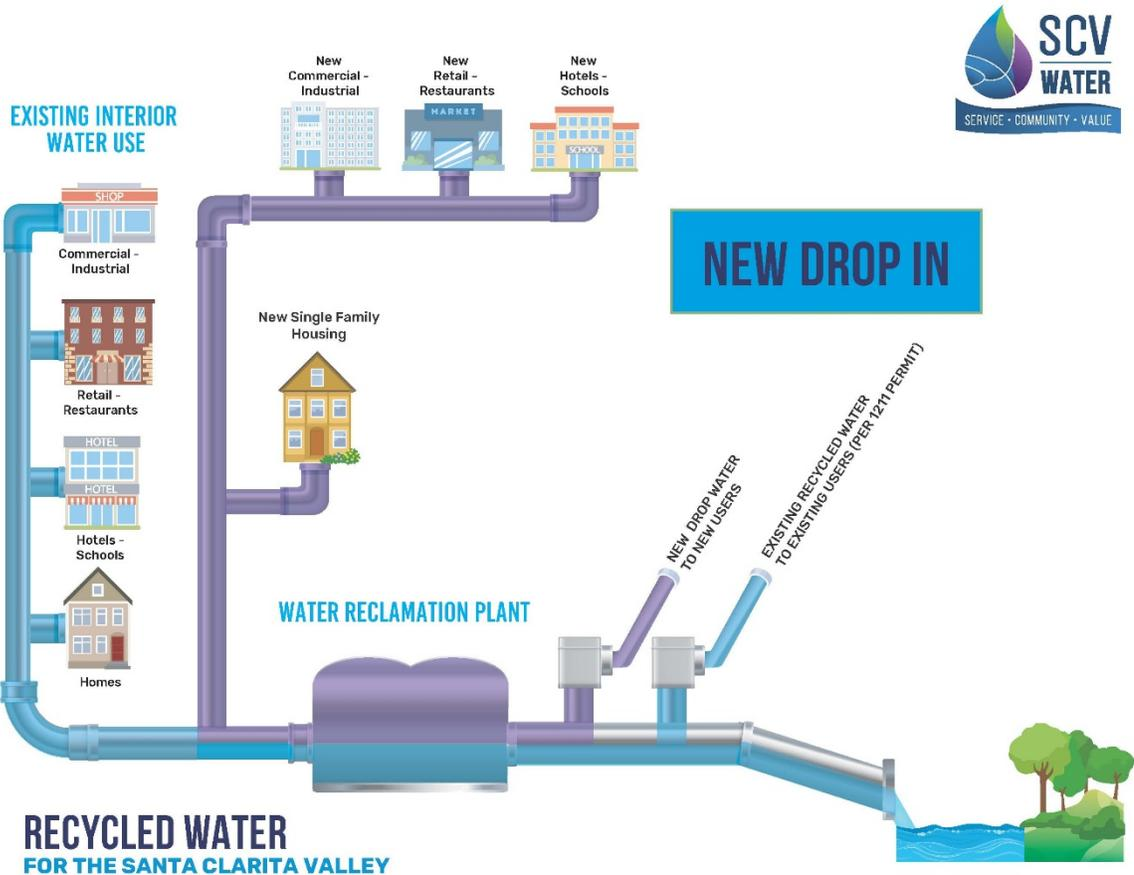 SCV
WATER
SERVICE • COMMUNITY • VALUE
New
Commercial -
Industrial
New
Retail -
Restaurants
New
Hotels -
Schools
MARKET
SCHOOL
EXISTING INTERIOR
WATER USE
SHOP
Commercial -
Industrial
Retail -
Restaurants
HOTEL
HOTEL
Hotels -
Schools
Homes
New Single Family
Housing
NEW DROP IN
NEW DROP WATER
TO NEW USERS
EXISTING RECYCLED WATER
TO EXISTING USERS (PER 1211 PERMIT)
WATER RECLAMATION PLANT
RECYCLED WATER
FOR THE SANTA CLARITA VALLEY